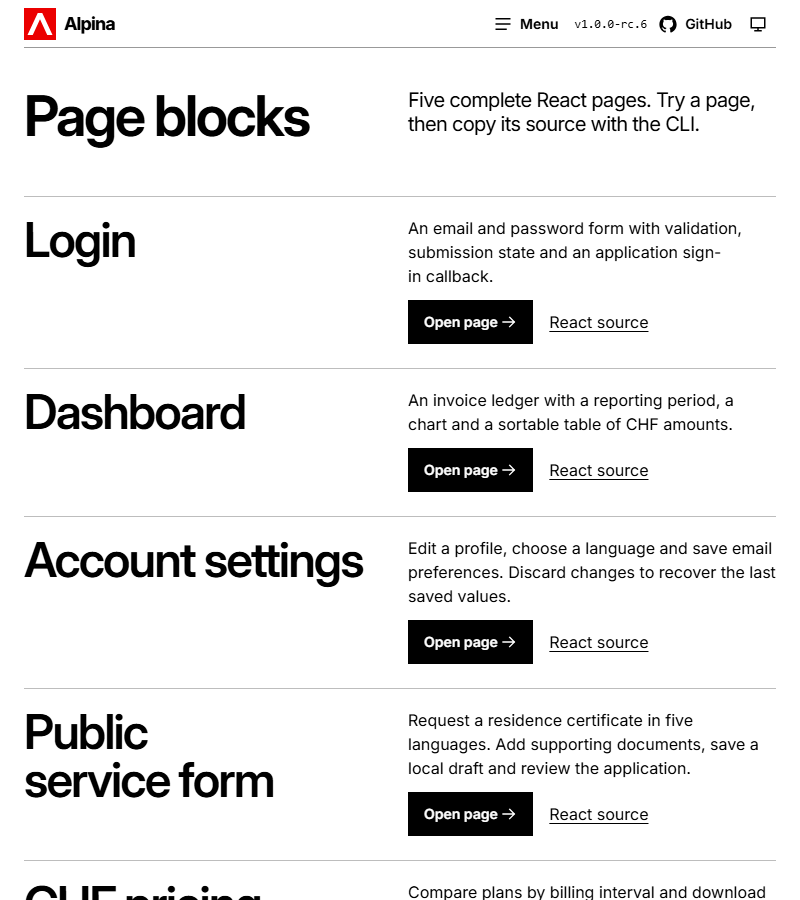 Alpina
Menu
v1.0.0-rc.6
GitHub
Page blocks
Five complete React pages. Try a page,
then copy its source with the CLI.
Login
An email and password form with validation,
submission state and an application sign-
in callback.
Open page →
React source
Dashboard
An invoice ledger with a reporting period, a
chart and a sortable table of CHF amounts.
Open page →
React source
Account settings
Edit a profile, choose a language and save email
preferences. Discard changes to recover the last
saved values.
Open page →
React source
Public
service form
Request a residence certificate in five
languages. Add supporting documents, save a
local draft and review the application.
Open page →
React source
CHF pricing
Compare plans by billing interval and download